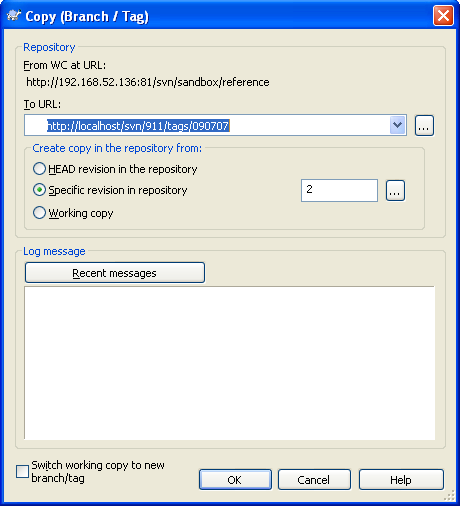 Copy (Branch / Tag)
Repository
From WC at URL:
http://192.168.52.136:81/svn/sandbox/reference
To URL:
http://localhost/svn/911/tags/090707
...
Create copy in the repository from:
HEAD revision in the repository
Specific revision in repository
2
...
Working copy
Log message
Recent messages
Switch working copy to new
branch/tag
OK
Cancel
Help